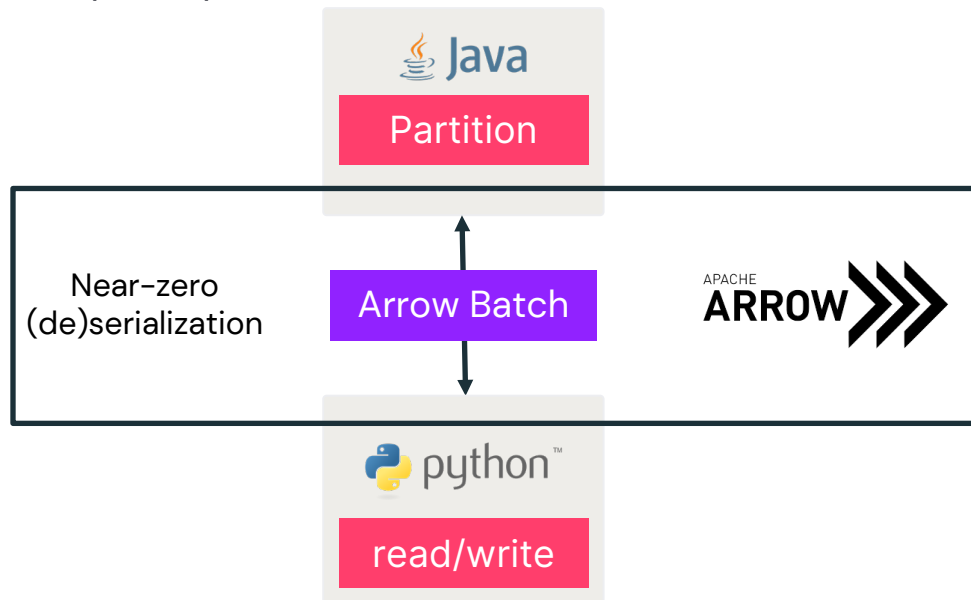 Java
Partition
Near-zero
(de)serialization
Arrow Batch
APACHE
ARROW
python™
read/write